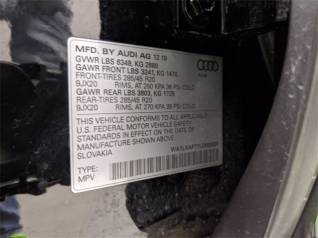 MFD. BY AUDI AG 12.19
GVWR LBS 6349, KG 2880
GAWR FRONT LBS 3241, KG 1470
FRONT-TIRES 285/45 R20
9JX20 RIMS, AT 250 KPA 36 PSI COLD
GAWR REAR LBS 3803, KG 1725
REAR-TIRES 285/45 R20
9JX20 RIMS, AT 270 KPA 39 PSI COLD
THIS VEHICLE CONFORMS TO ALL APPLICABLE
FEDERAL MOTOR VEHICLE SAFETY
STANDARDS IN EFFECT ON THE DATE OF
MANUFACTURE SHOWN ABOVE.
SLOVAKIA
TYPE:
MPV